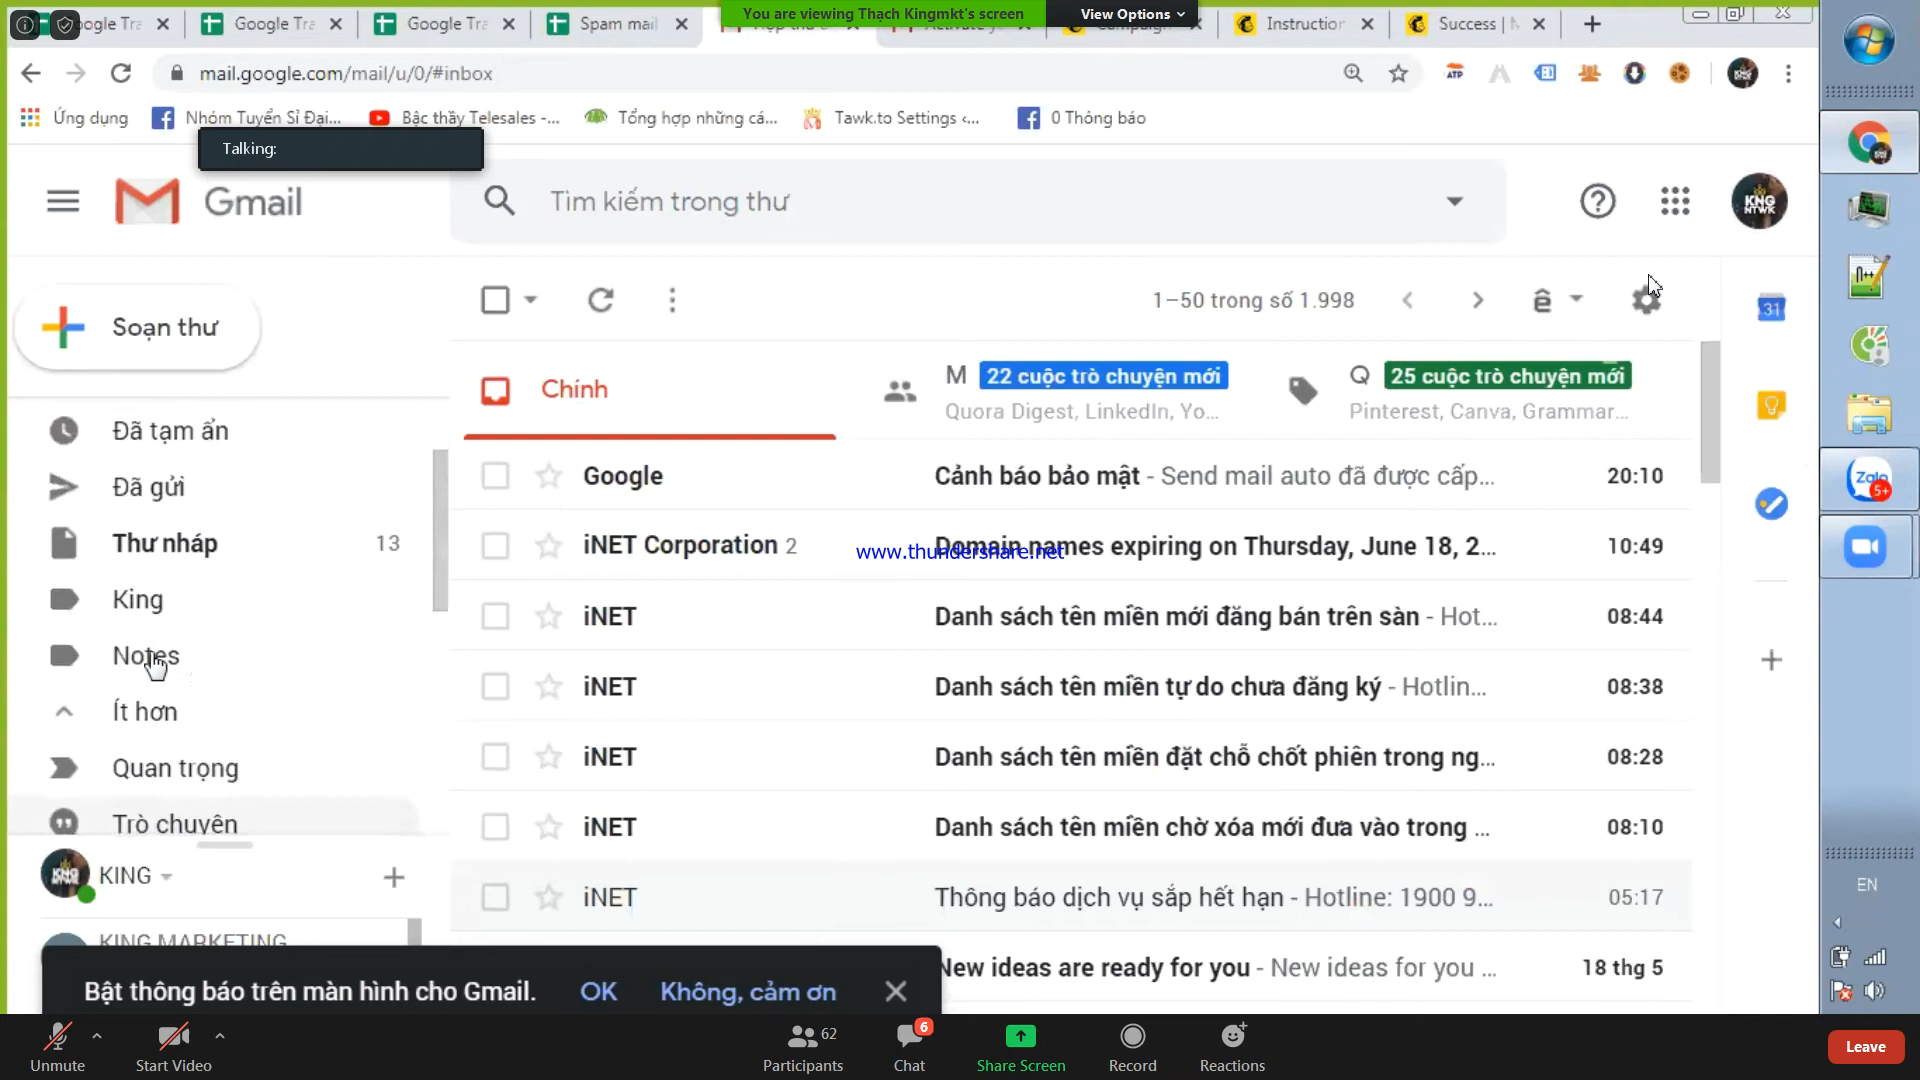 You are viewing Thạch Kingmkt's screen View Options
Google Tra Google Tra Spam mail Campaign Instruction Success | M
mail.google.com/mail/u/0/#inbox
ATP
Ứng dụng Nhóm Tuyển Sỉ Đại... Bậc thầy Telesales -... Tổng hợp những cá... Tawk.to Settings ‹... 0 Thông báo
Talking:
Gmail
Tìm kiếm trong thư
KNG
NTWK
Soạn thư
1–50 trong số 1.998
ê
31
Chính
M 22 cuộc trò chuyện mới
Quora Digest, LinkedIn, Yo...
Q 25 cuộc trò chuyện mới
Pinterest, Canva, Grammar...
Đã tạm ẩn
Đã gửi
Thư nháp 13
King
Notes
Ít hơn
Quan trọng
Trò chuyện
KING
KING MARKETING
Google Cảnh báo bảo mật - Send mail auto đã được cấp... 20:10
iNET Corporation 2 Domain names expiring on Thursday, June 18, 2... 10:49
www.thundershare.net
iNET Danh sách tên miền mới đăng bán trên sàn - Hot... 08:44
iNET Danh sách tên miền tự do chưa đăng ký - Hotlin... 08:38
iNET Danh sách tên miền đặt chỗ chốt phiên trong ng... 08:28
iNET Danh sách tên miền chờ xóa mới đưa vào trong ... 08:10
iNET Thông báo dịch vụ sắp hết hạn - Hotline: 1900 9... 05:17
New ideas are ready for you - New ideas for you ... 18 thg 5
Bật thông báo trên màn hình cho Gmail. OK Không, cảm ơn
Zalo
5+
EN
Unmute
Start Video
62
Participants
6
Chat
Share Screen
Record
Reactions
Leave